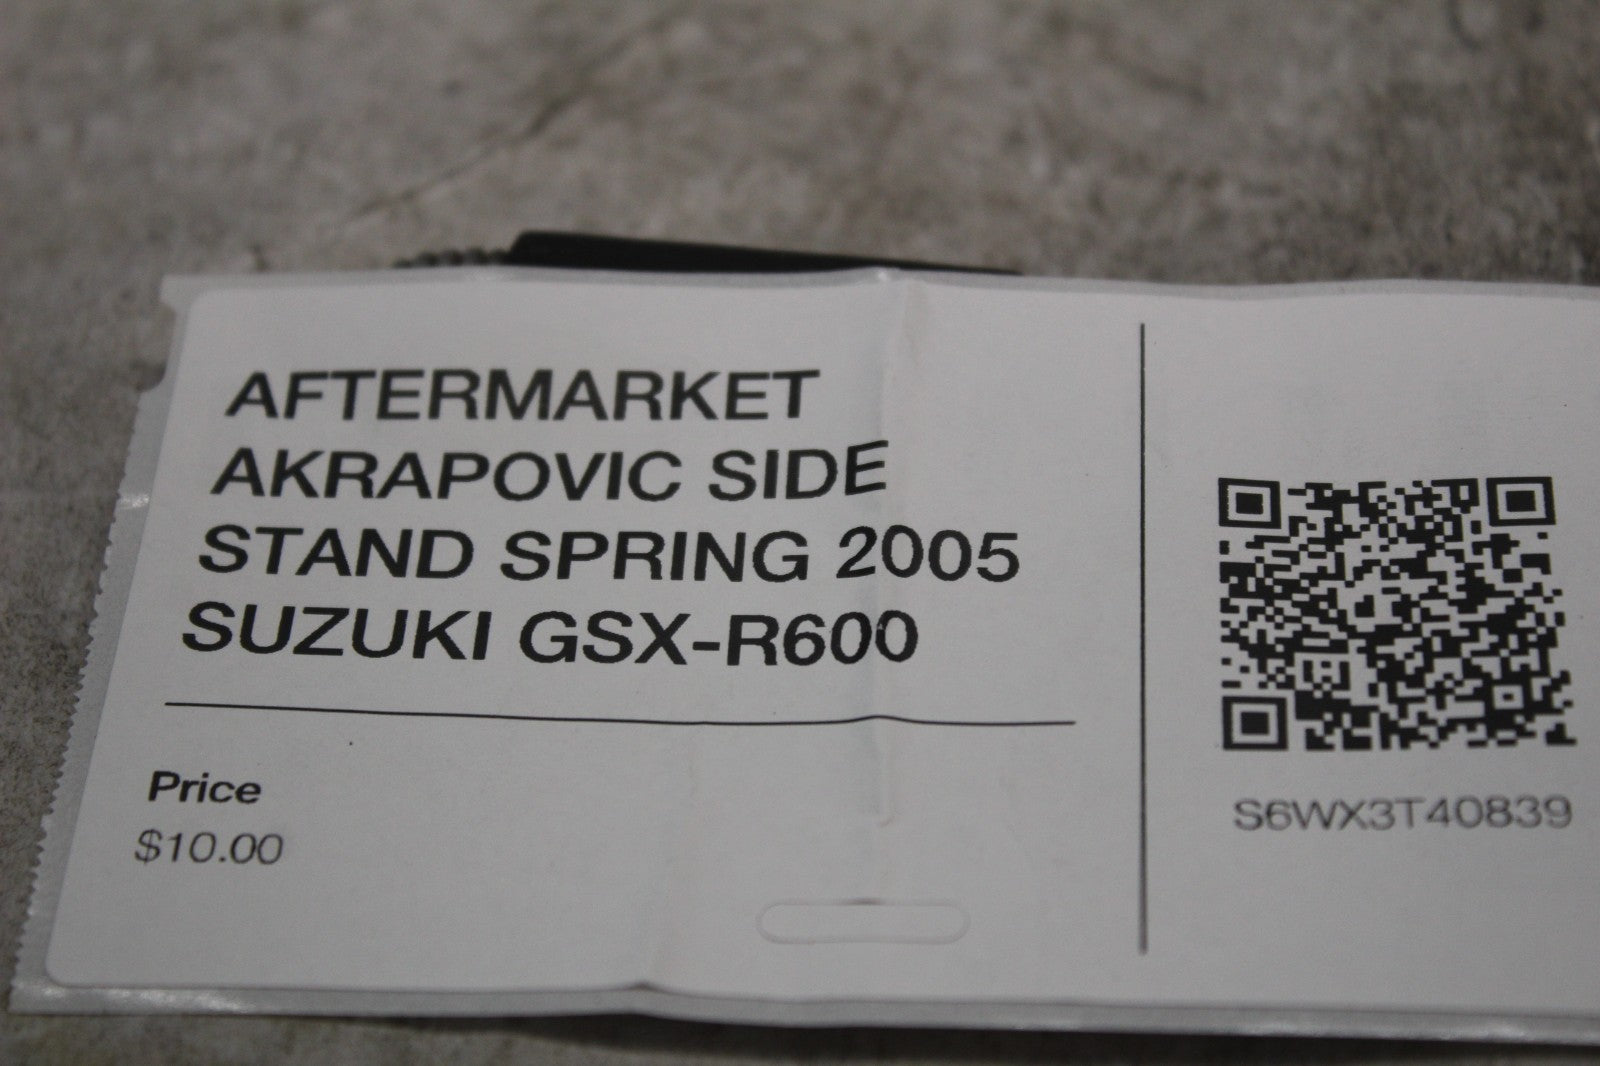 AFTERMARKET
AKRAPOVIC SIDE
STAND SPRING 2005
SUZUKI GSX-R600
Price
$10.00
S6WX3T40839